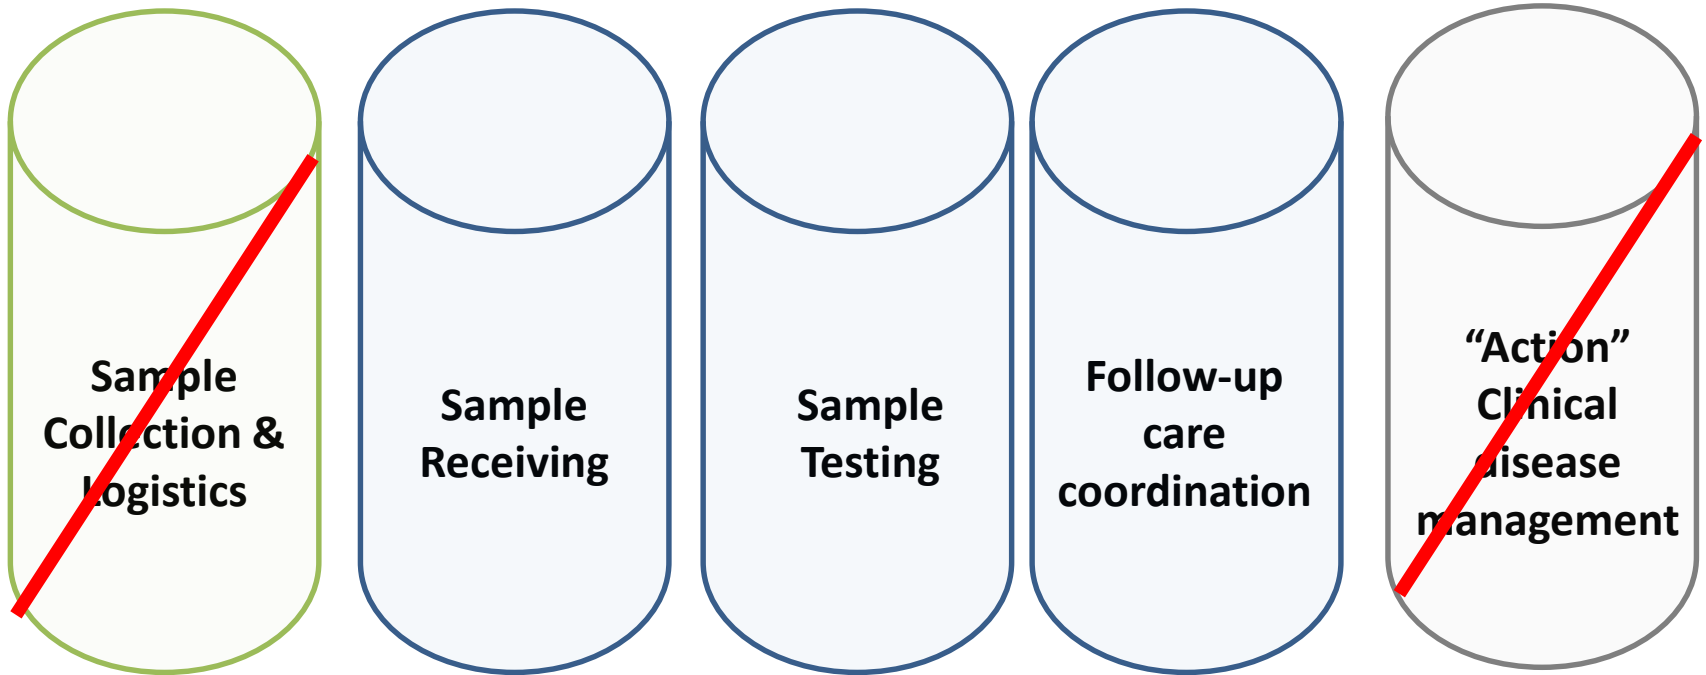 Sample
Collection &
Logistics
Sample
Receiving
Sample
Testing
Follow-up
care
coordination
“Action”
Clinical
disease
management